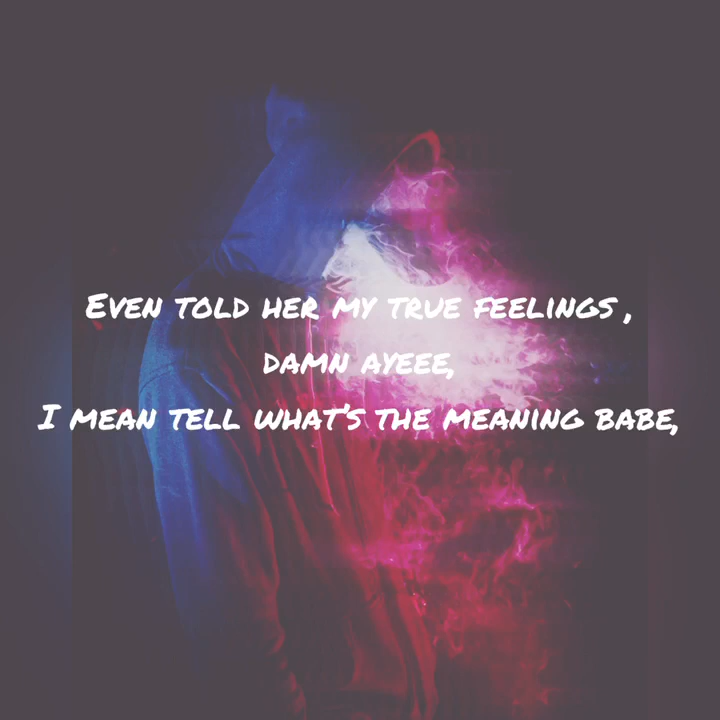 Even told her my true feelings ,
damn ayeee,
I mean tell what's the meaning babe,